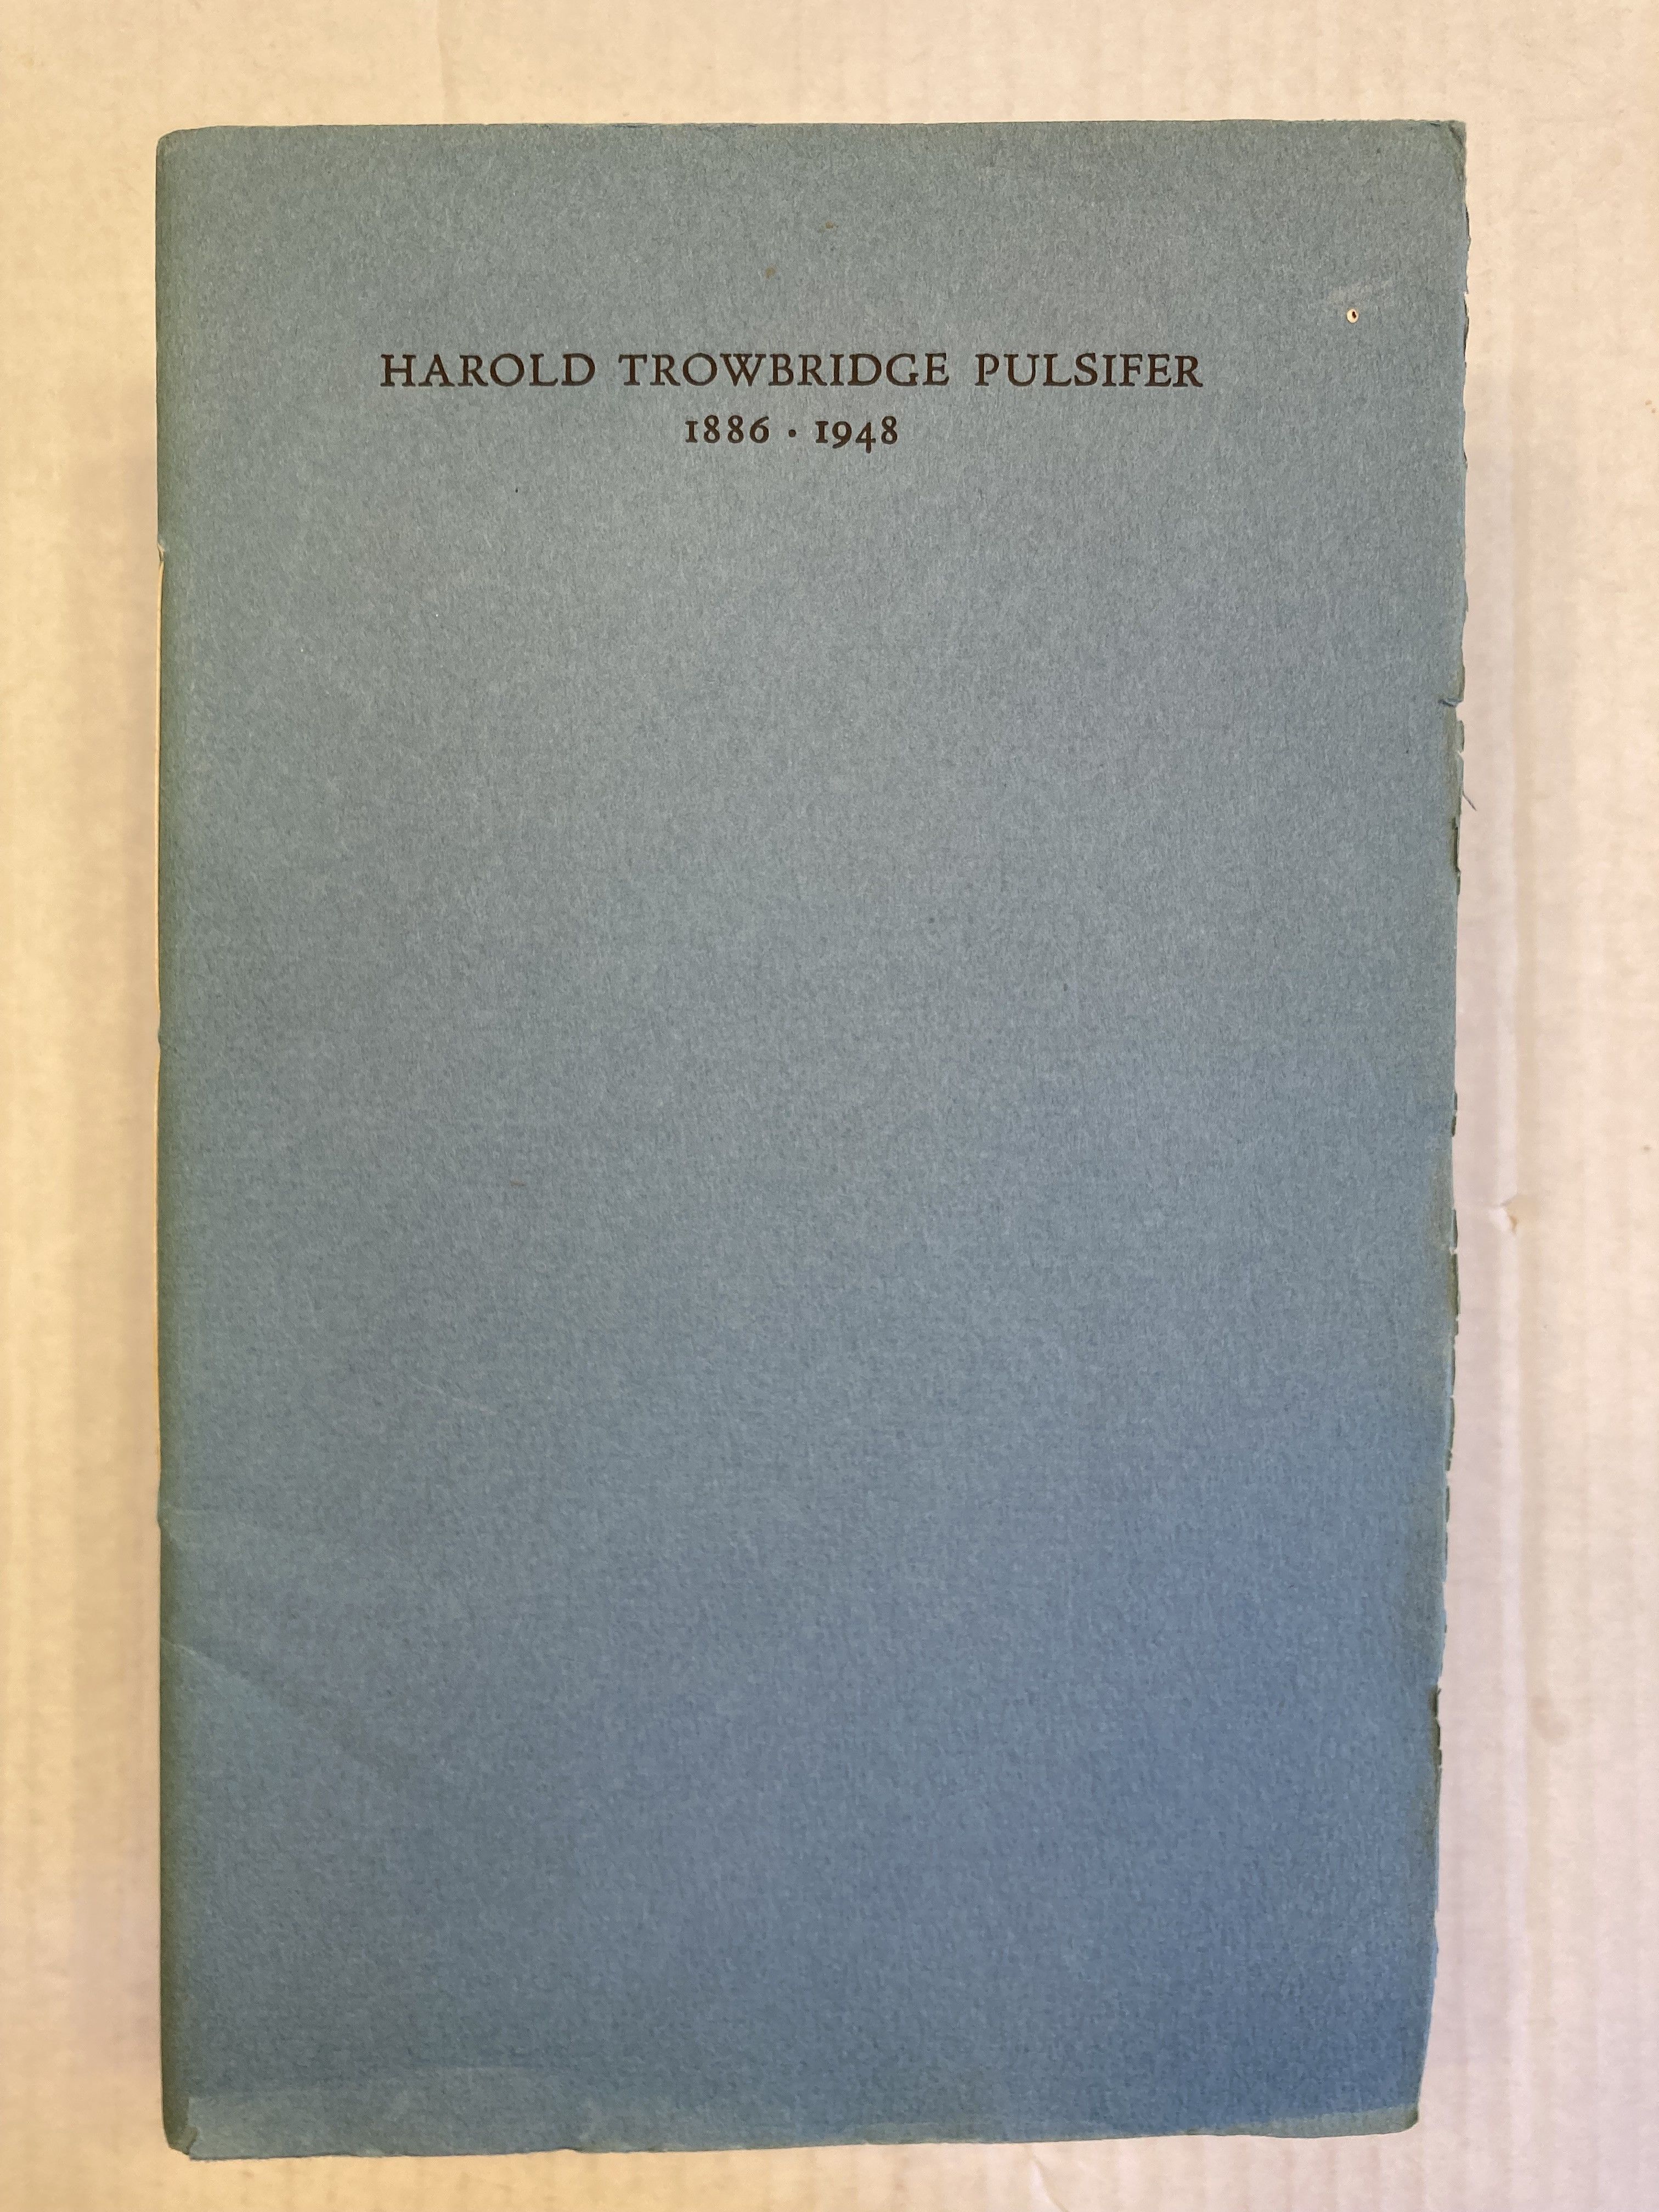 HAROLD TROWBRIDGE PULSIFER
1886 · 1948